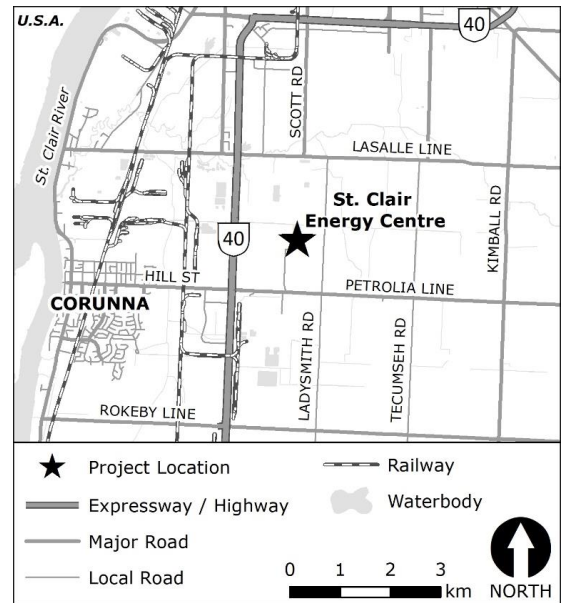 U.S.A.
40
St. Clair River
SCOTT RD
LASALLE LINE
St. Clair
Energy Centre
KIMBALL RD
40
HILL ST
PETROLIA LINE
CORUNNA
LADYSMITH RD
TECUMSEH RD
ROKEBY LINE
Project Location
Railway
Expressway / Highway
Waterbody
Major Road
Local Road
0 1 2 3
km
NORTH